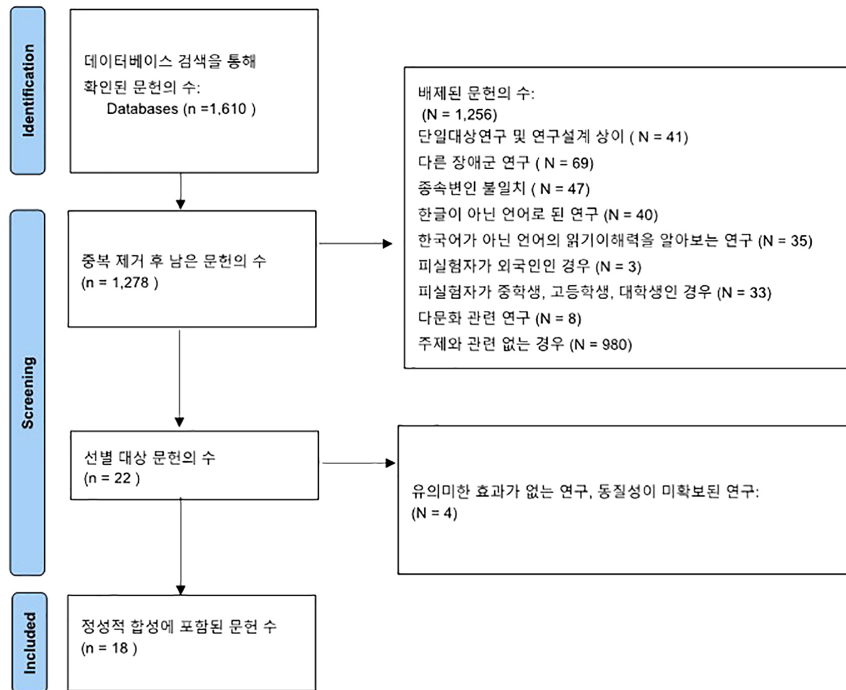 Identification
데이터베이스 검색을 통해
확인된 문헌의 수:
Databases (n =1,610 )
배제된 문헌의 수:
(N = 1,256)
단일대상연구 및 연구설계 상이 ( N = 41)
다른 장애군 연구 ( N = 69)
종속변인 불일치 ( N = 47)
한글이 아닌 언어로 된 연구 (N = 40)
한국어가 아닌 언어의 읽기이해력을 알아보는 연구 (N = 35)
피실험자가 외국인인 경우 (N = 3)
피실험자가 중학생, 고등학생, 대학생인 경우 (N = 33)
다문화 관련 연구 (N = 8)
주제와 관련 없는 경우 (N = 980)
Screening
중복 제거 후 남은 문헌의 수
(n = 1,278 )
선별 대상 문헌의 수
(n = 22 )
유의미한 효과가 없는 연구, 동질성이 미확보된 연구:
(N = 4)
Included
정성적 합성에 포함된 문헌 수
(n = 18 )